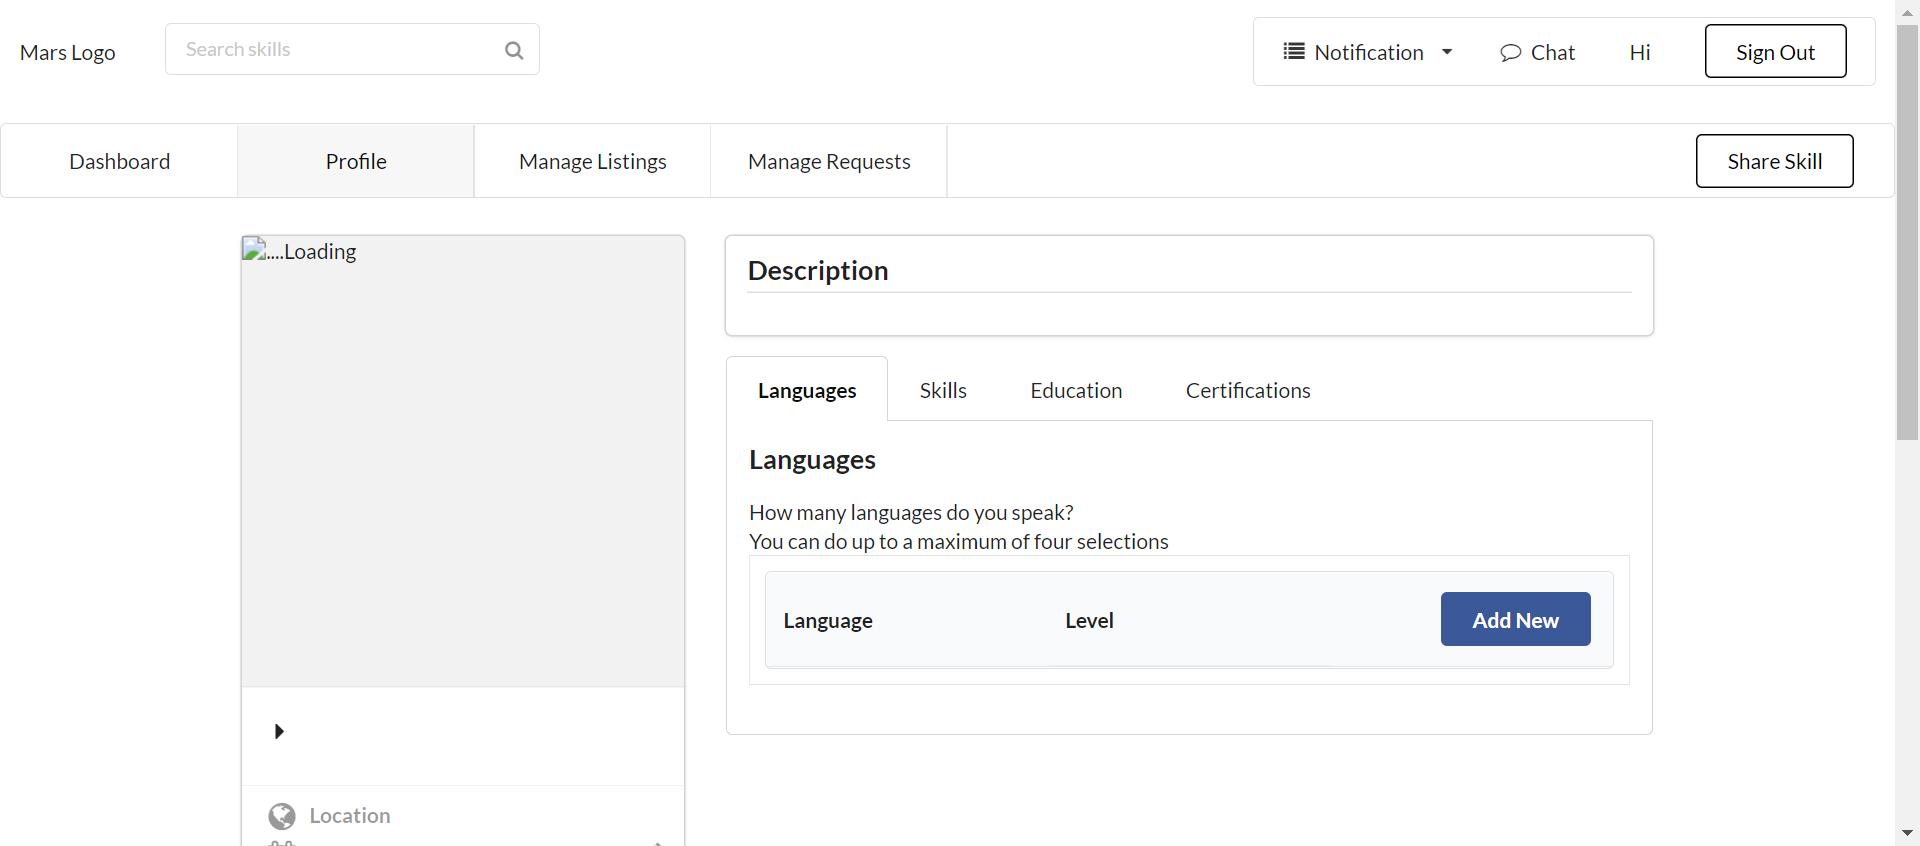 Mars Logo
Search skills
Notification
Chat
Hi
Sign Out
Dashboard
Profile
Manage Listings
Manage Requests
Share Skill
....Loading
Description
Languages
Skills
Education
Certifications
Languages
How many languages do you speak?
You can do up to a maximum of four selections
Language
Level
Add New
Location